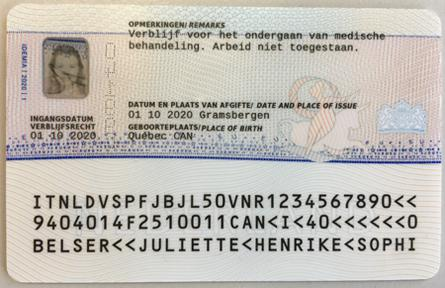 OPMERKINGEN/ REMARKS
Verblijf voor het ondergaan van medische
behandeling. Arbeid niet toegestaan.
IDEMIA | 2020 | 1
DATUM EN PLAATS VAN AFGIFTE/ DATE AND PLACE OF ISSUE
01 10 2020 Gramsbergen
INGANGSDATUM
VERBLIJFSRECHT
01 10 2020
GEBOORTEPLAATS/PLACE OF BIRTH
Québec CAN
ITNLDVSPFJBJL50VNR1234567890<<
9404014F2510011CAN<I<40<<<<<<0
BELSER<<JULIETTE<HENRIKE<SOPHI